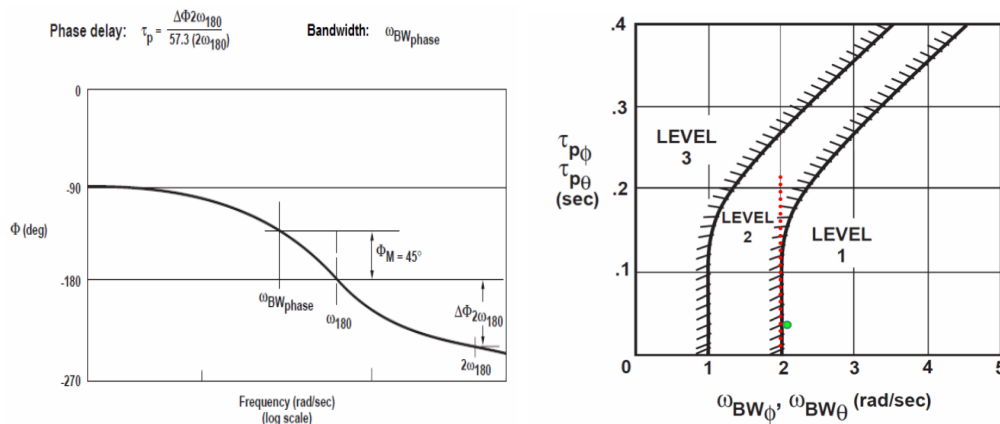 Phase delay: τp = ΔΦ2ω180 / 57.3 (2ω180)
Bandwidth: ωBWphase
0
-90
Φ (deg)
ΦM = 45°
-180
ωBWphase
ω180
ΔΦ2ω180
2ω180
-270
Frequency (rad/sec)
(log scale)
.4
.3
LEVEL
3
τpϕ
τpθ
(sec)
.2
LEVEL
2
LEVEL
1
.1
0
0 1 2 3 4 5
ωBWϕ, ωBWθ (rad/sec)